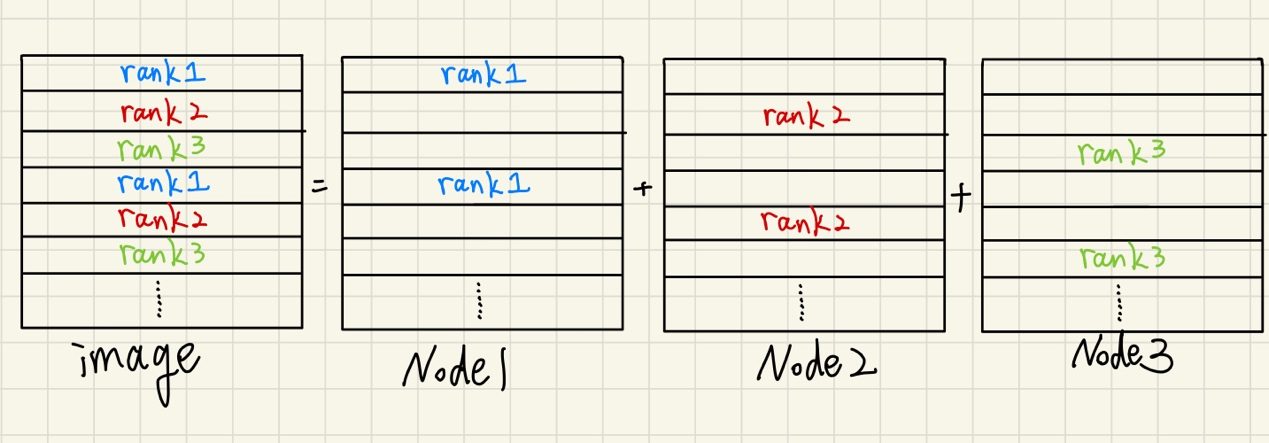 rank1
rank2
rank3
rank1
rank2
rank3
image
=
rank1
rank1
Node1
+
rank2
rank2
Node2
+
rank3
rank3
Node3